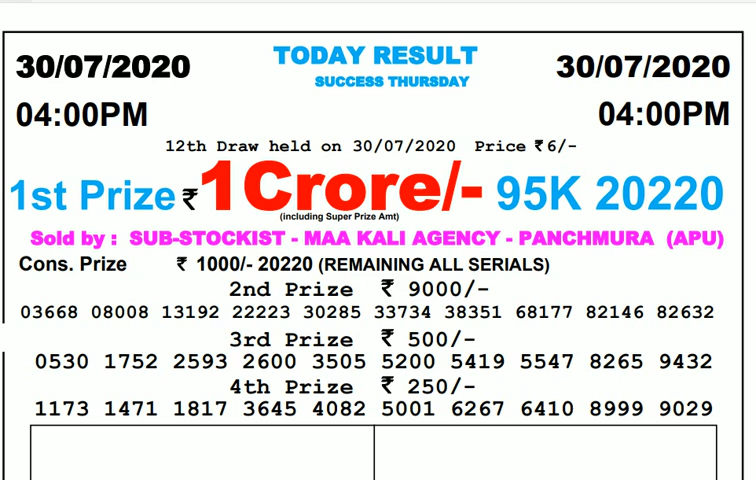 30/07/2020 TODAY RESULT 30/07/2020
SUCCESS THURSDAY
04:00PM 04:00PM
12th Draw held on 30/07/2020 Price ₹6/-
1st Prize ₹1Crore/- 95K 20220
(including Super Prize Amt)
Sold by : SUB-STOCKIST - MAA KALI AGENCY - PANCHMURA (APU)
Cons. Prize ₹ 1000/- 20220 (REMAINING ALL SERIALS)
2nd Prize ₹ 9000/-
03668 08008 13192 22223 30285 33734 38351 68177 82146 82632
3rd Prize ₹ 500/-
0530 1752 2593 2600 3505 5200 5419 5547 8265 9432
4th Prize ₹ 250/-
1173 1471 1817 3645 4082 5001 6267 6410 8999 9029